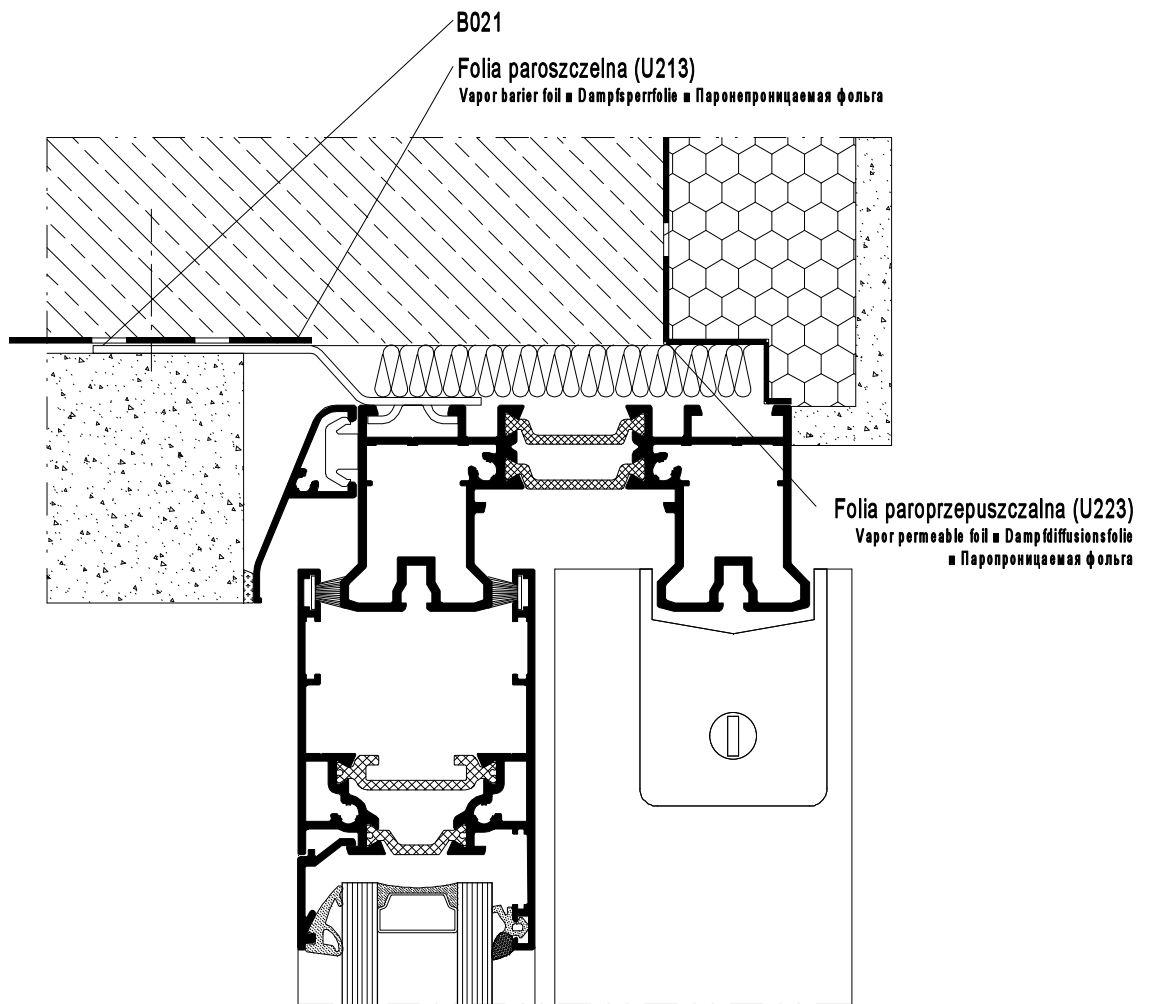 B021
Folia paroszczelna (U213)
Vapor barier foil ■ Dampfsperrfolie ■ Паронепроницаемая фольга
Folia paroprzepuszczalna (U223)
Vapor permeable foil ■ Dampfdiffusionsfolie
■ Паропроницаемая фольга